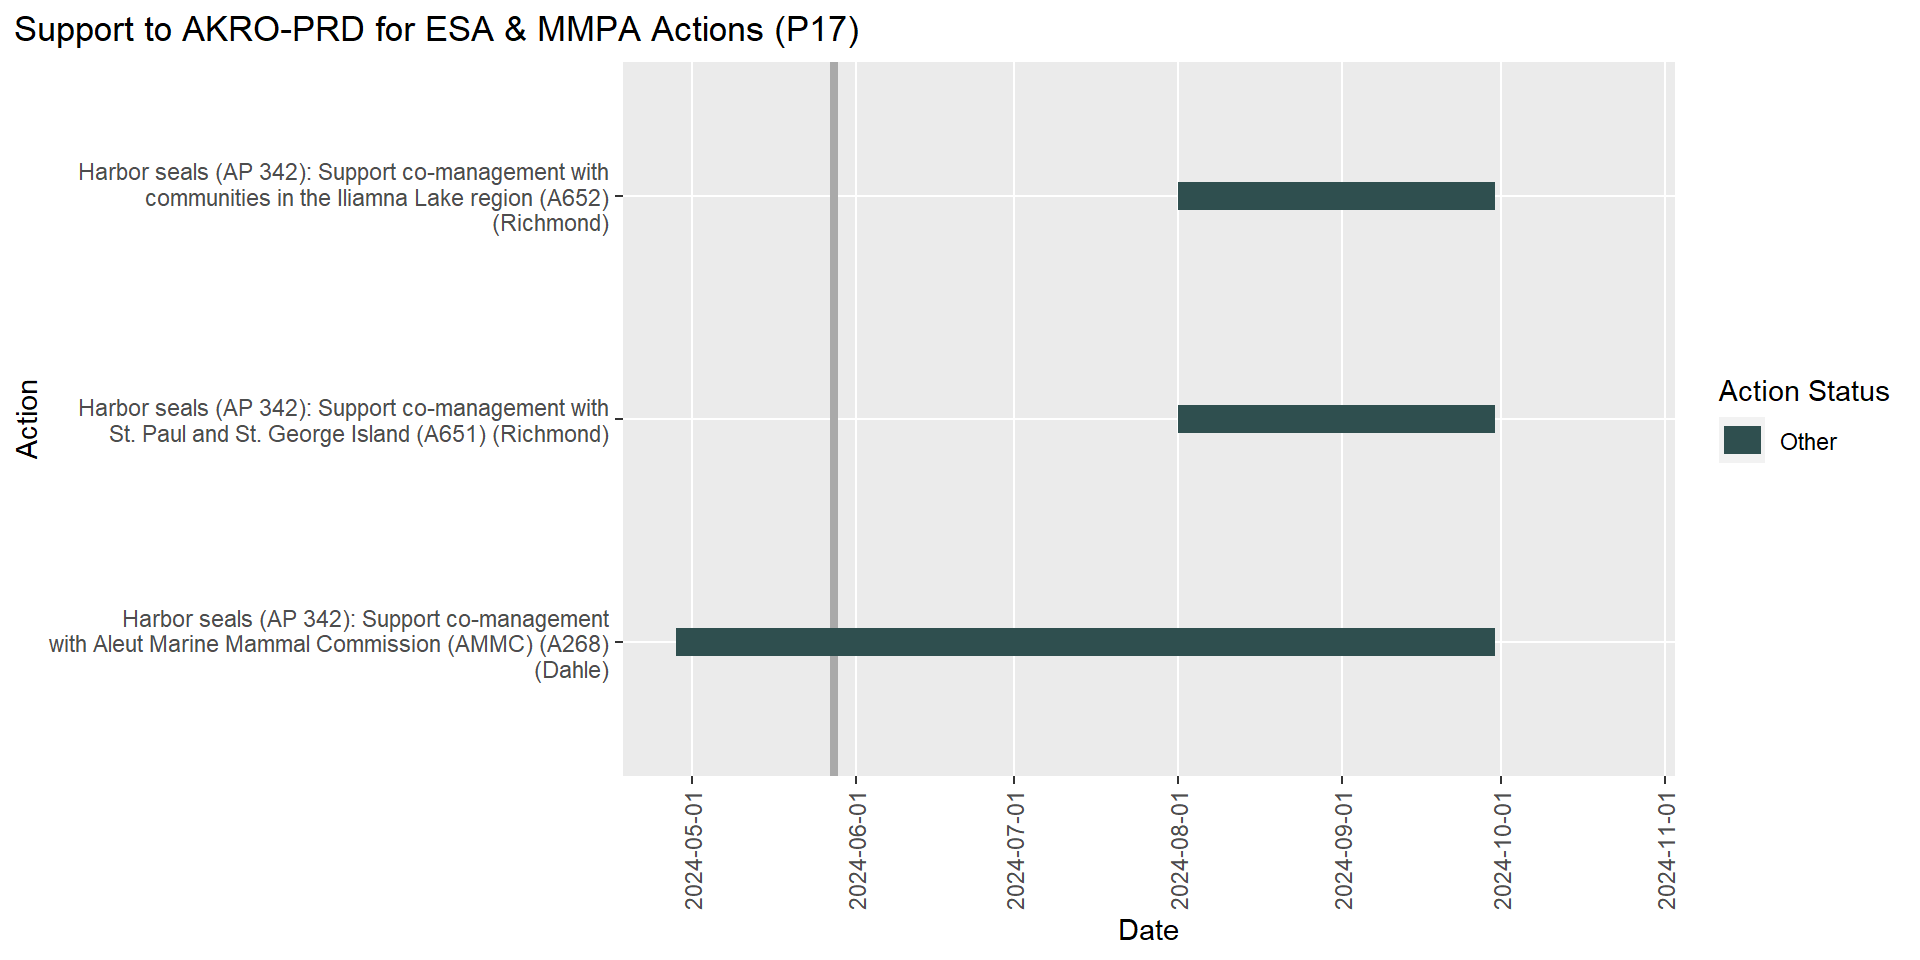 Support to AKRO-PRD for ESA & MMPA Actions (P17)
Action
Harbor seals (AP 342): Support co-management with
communities in the Iliamna Lake region (A652)
(Richmond)
Harbor seals (AP 342): Support co-management with
St. Paul and St. George Island (A651) (Richmond)
Harbor seals (AP 342): Support co-management
with Aleut Marine Mammal Commission (AMMC) (A268)
(Dahle)
2024-05-01
2024-06-01
2024-07-01
2024-08-01
2024-09-01
2024-10-01
2024-11-01
Date
Action Status
Other